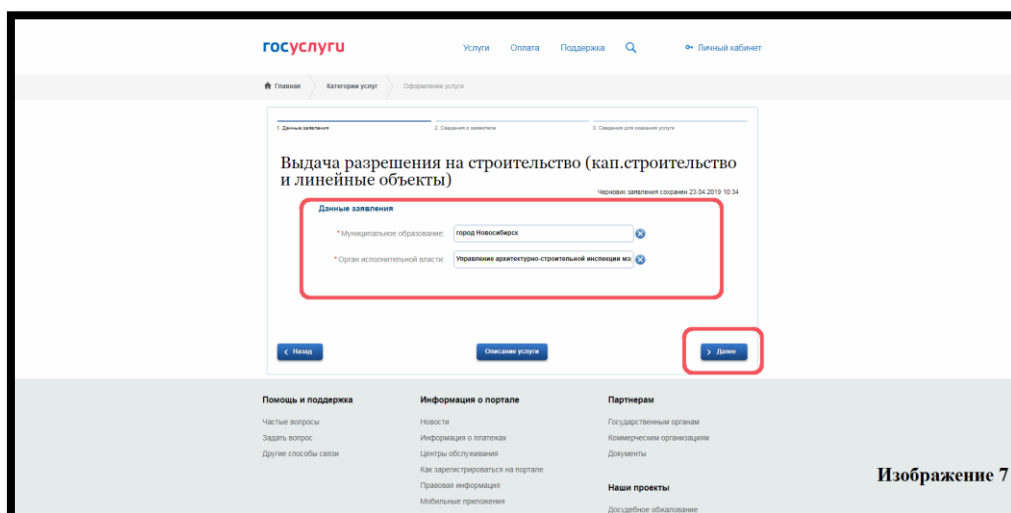 госуслуги
Услуги Оплата Поддержка Личный кабинет
Главная Категории услуг Оформление услуги
1. Данные заявления 2. Сведения о заявителе 3. Сведения для оказания услуги
Выдача разрешения на строительство (кап.строительство
и линейные объекты)
Черновик заявления сохранен 23.04.2019 10:34
Данные заявления
* Муниципальное образование: город Новосибирск
* Орган исполнительной власти: Управление архитектурно-строительной инспекции мэ
Назад Описание услуги Далее
Помощь и поддержка Информация о портале Партнерам
Частые вопросы Новости Государственным органам
Задать вопрос Информация о платежах Коммерческим организациям
Другие способы связи Центры обслуживания Документы
Как зарегистрироваться на портале
Правовая информация Наши проекты
Мобильные приложения
Досудебное обжалование
Изображение 7